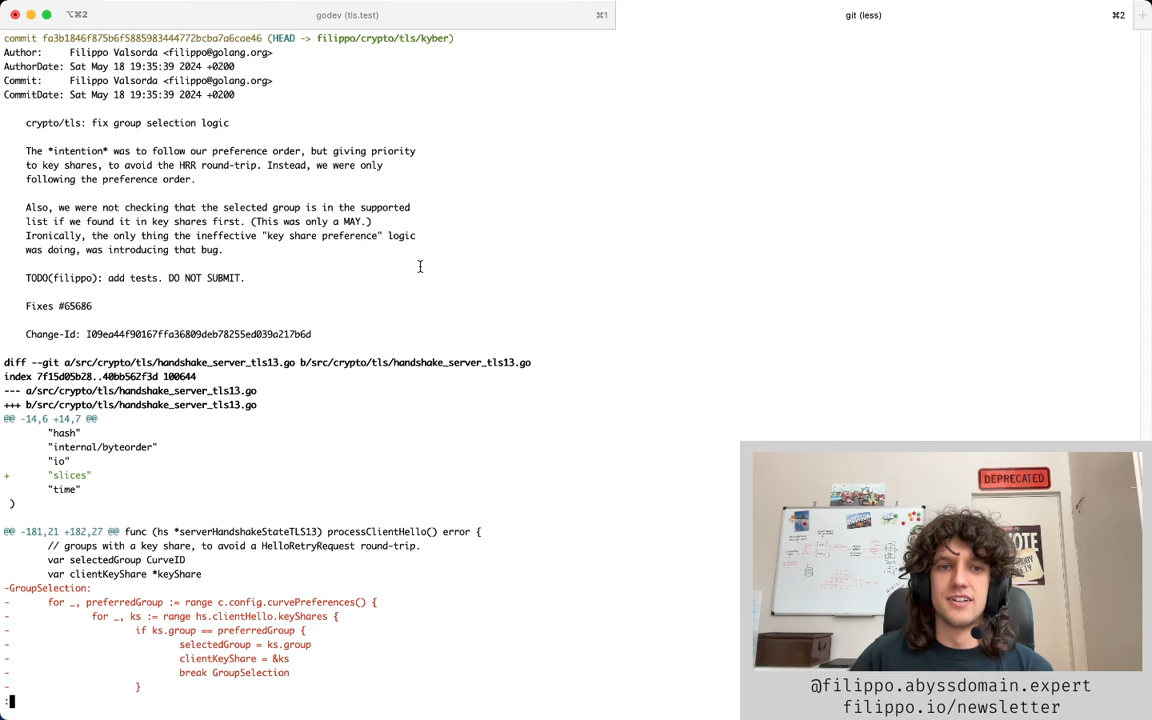 ⌥⌘2
godev (tls.test)
⌘1
git (less)
⌘2
commit fa3b1846f875b6f5885983444772bcba7a6cae46 (HEAD -> filippo/crypto/tls/kyber)
Author:     Filippo Valsorda <filippo@golang.org>
AuthorDate: Sat May 18 19:35:39 2024 +0200
Commit:     Filippo Valsorda <filippo@golang.org>
CommitDate: Sat May 18 19:35:39 2024 +0200
crypto/tls: fix group selection logic
The *intention* was to follow our preference order, but giving priority
to key shares, to avoid the HRR round-trip. Instead, we were only
following the preference order.
Also, we were not checking that the selected group is in the supported
list if we found it in key shares first. (This was only a MAY.)
Ironically, the only thing the ineffective "key share preference" logic
was doing, was introducing that bug.
TODO(filippo): add tests. DO NOT SUBMIT.
Fixes #65686
Change-Id: I09ea44f90167ffa36809deb78255ed039a217b6d
diff --git a/src/crypto/tls/handshake_server_tls13.go b/src/crypto/tls/handshake_server_tls13.go
index 7f15d05b28..40bb562f3d 100644
--- a/src/crypto/tls/handshake_server_tls13.go
+++ b/src/crypto/tls/handshake_server_tls13.go
@@ -14,6 +14,7 @@
"hash"
"internal/byteorder"
"io"
+       "slices"
"time"
)
@@ -181,21 +182,27 @@ func (hs *serverHandshakeStateTLS13) processClientHello() error {
// groups with a key share, to avoid a HelloRetryRequest round-trip.
var selectedGroup CurveID
var clientKeyShare *keyShare
-GroupSelection:
-       for _, preferredGroup := range c.config.curvePreferences() {
-               for _, ks := range hs.clientHello.keyShares {
-                       if ks.group == preferredGroup {
-                               selectedGroup = ks.group
-                               clientKeyShare = &ks
-                               break GroupSelection
-                       }
:
DEPRECATED
@filippo.abyssdomain.expert
filippo.io/newsletter